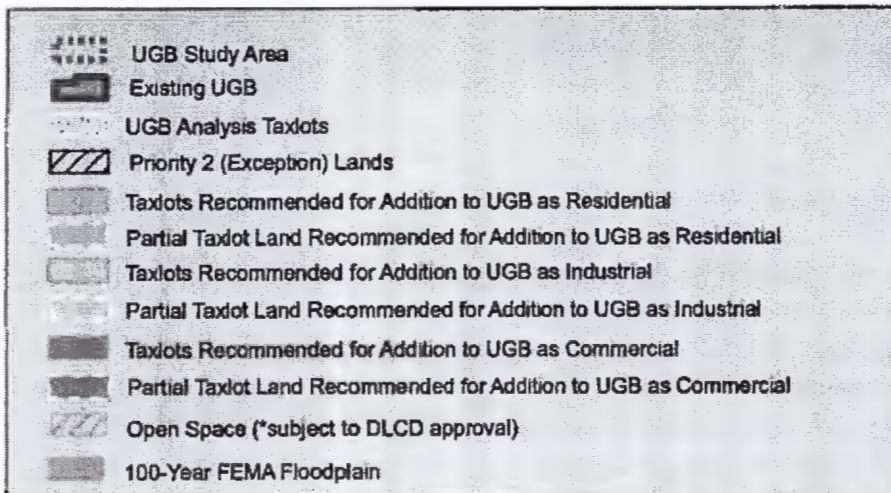 UGB Study Area
Existing UGB
UGB Analysis Taxlots
Priority 2 (Exception) Lands
Taxlots Recommended for Addition to UGB as Residential
Partial Taxlot Land Recommended for Addition to UGB as Residential
Taxlots Recommended for Addition to UGB as Industrial
Partial Taxlot Land Recommended for Addition to UGB as Industrial
Taxlots Recommended for Addition to UGB as Commercial
Partial Taxlot Land Recommended for Addition to UGB as Commercial
Open Space (*subject to DLCD approval)
100-Year FEMA Floodplain